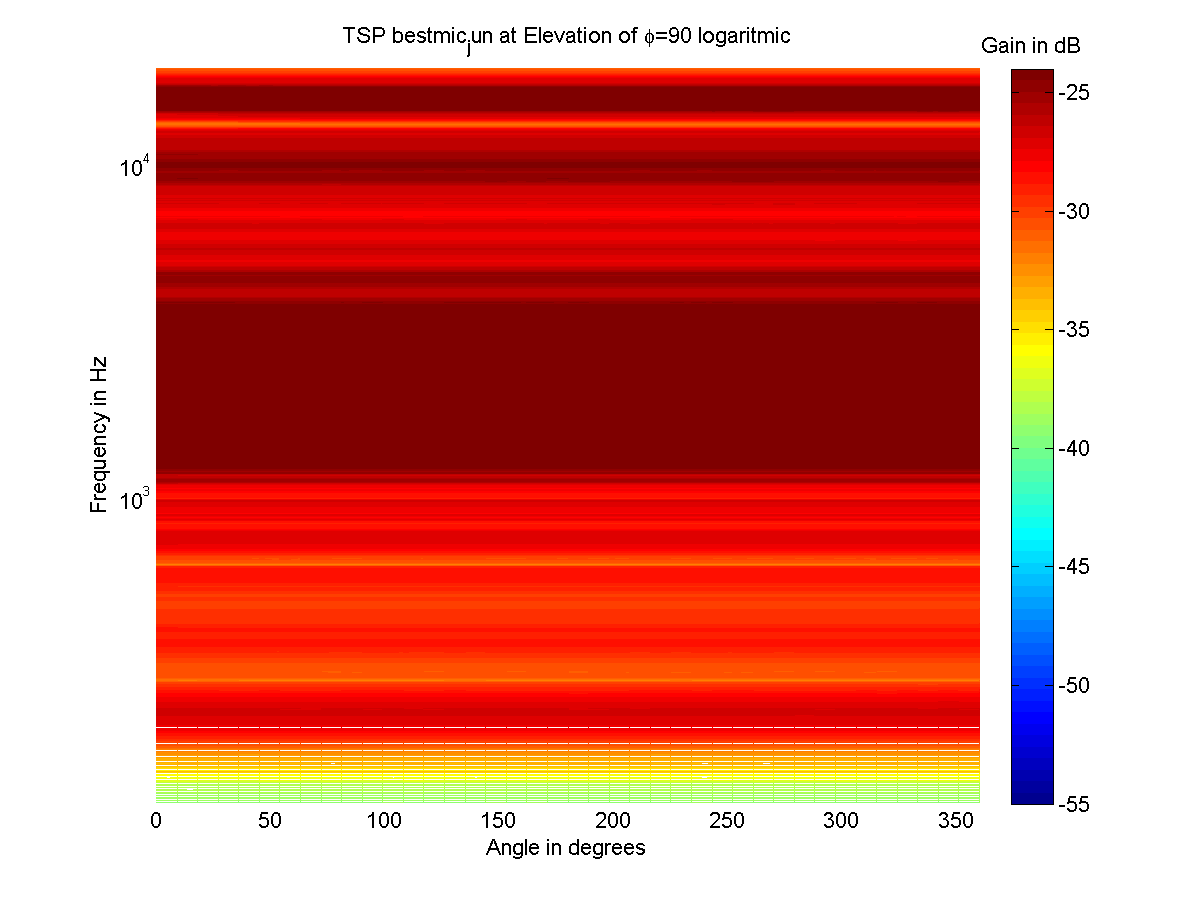 TSP bestmicjun at Elevation of ϕ=90 logaritmic
Gain in dB
Frequency in Hz
10^4
10^3
0 50 100 150 200 250 300 350
Angle in degrees
-25
-30
-35
-40
-45
-50
-55